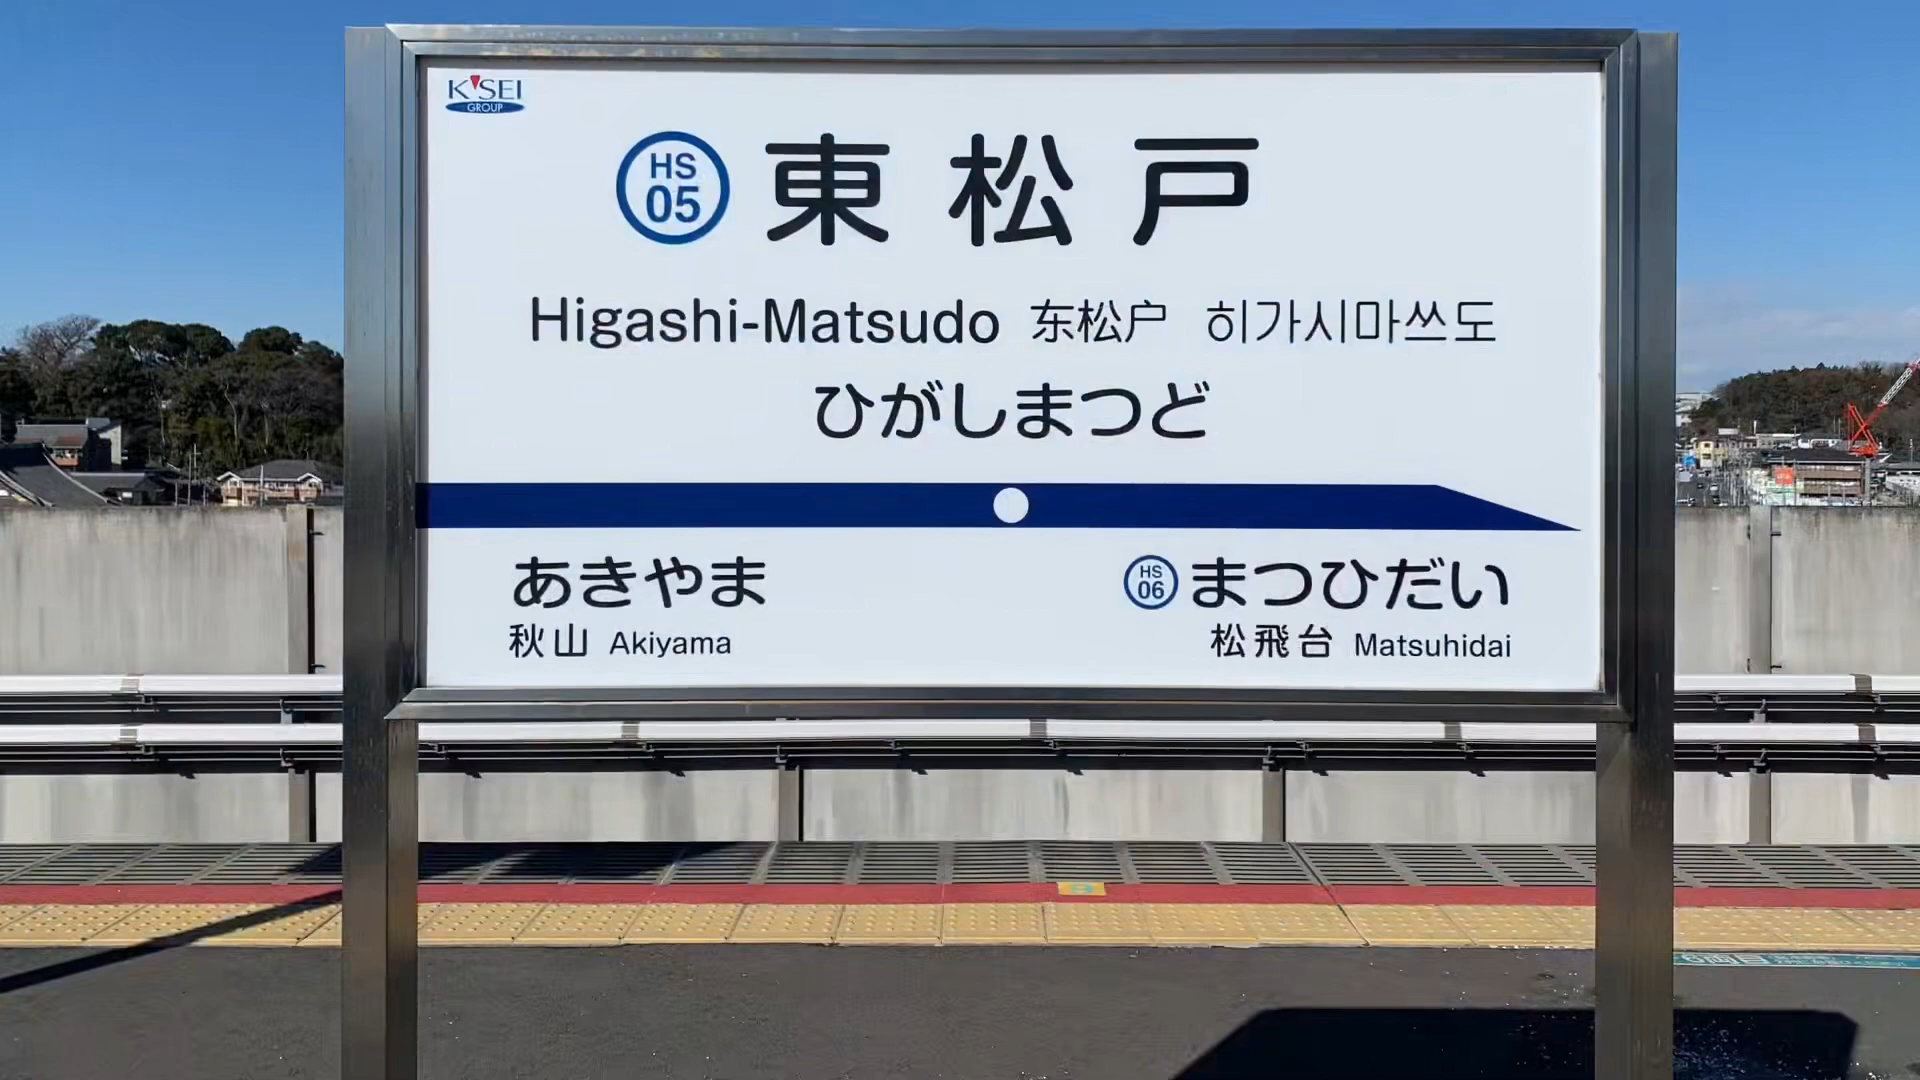 K'SEI
GROUP
HS
05
東松戸
Higashi-Matsudo 东松户 히가시마쓰도
ひがしまつど
あきやま
HS
06
まつひだい
秋山 Akiyama
松飛台 Matsuhidai